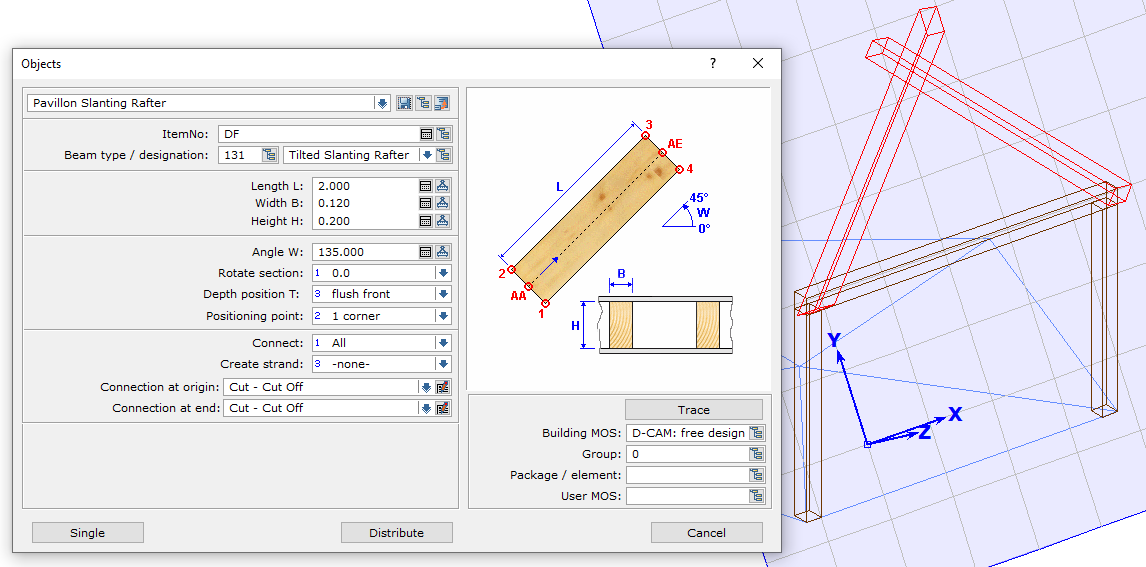 Objects
?
Pavillon Slanting Rafter
ItemNo: DF
Beam type / designation: 131 Tilted Slanting Rafter
Length L: 2.000
Width B: 0.120
Height H: 0.200
Angle W: 135.000
Rotate section: 1 0.0
Depth position T: 3 flush front
Positioning point: 2 1 corner
Connect: 1 All
Create strand: 3 -none-
Connection at origin: Cut - Cut Off
Connection at end: Cut - Cut Off
3
AE
4
L
45°
W
0°
2
AA
1
B
H
Trace
Building MOS: D-CAM: free design
Group: 0
Package / element:
User MOS:
Single
Distribute
Cancel
Y
X
Z